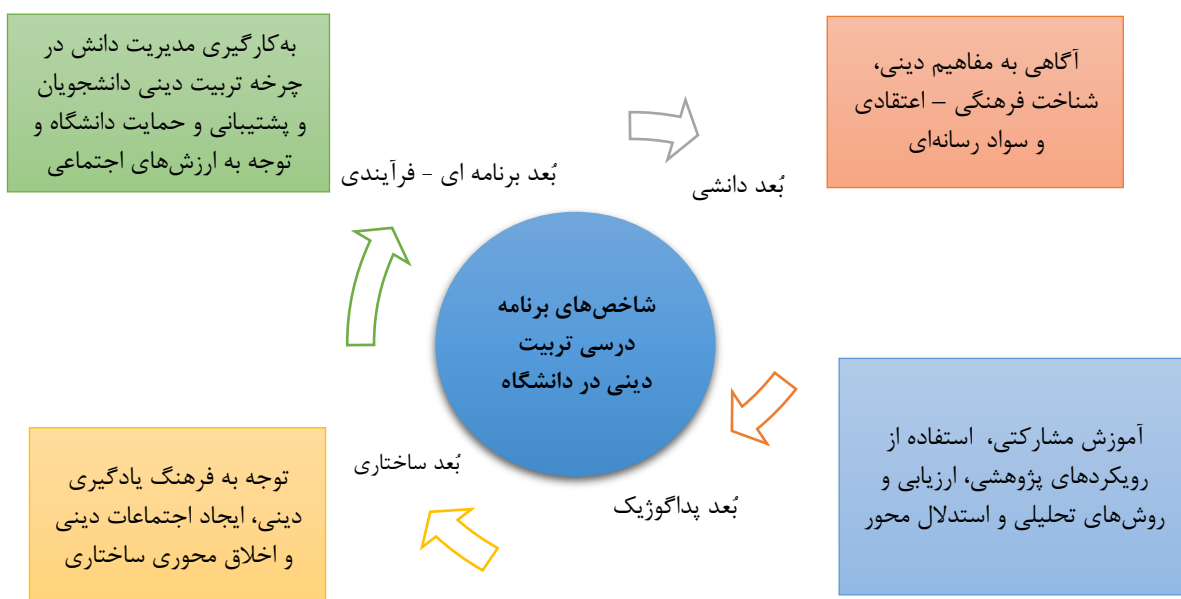 آگاهی به مفاهیم دینی،
شناخت فرهنگی – اعتقادی
و سواد رسانه‌ای
بُعد دانشی
به‌کارگیری مدیریت دانش در
چرخه تربیت دینی دانشجویان
و پشتیبانی و حمایت دانشگاه و
توجه به ارزش‌های اجتماعی
بُعد برنامه ای - فرآیندی
شاخص‌های برنامه
درسی تربیت
دینی در دانشگاه
آموزش مشارکتی، استفاده از
رویکردهای پژوهشی، ارزیابی و
روش‌های تحلیلی و استدلال محور
بُعد پداگوژیک
بُعد ساختاری
توجه به فرهنگ یادگیری
دینی، ایجاد اجتماعات دینی
و اخلاق محوری ساختاری